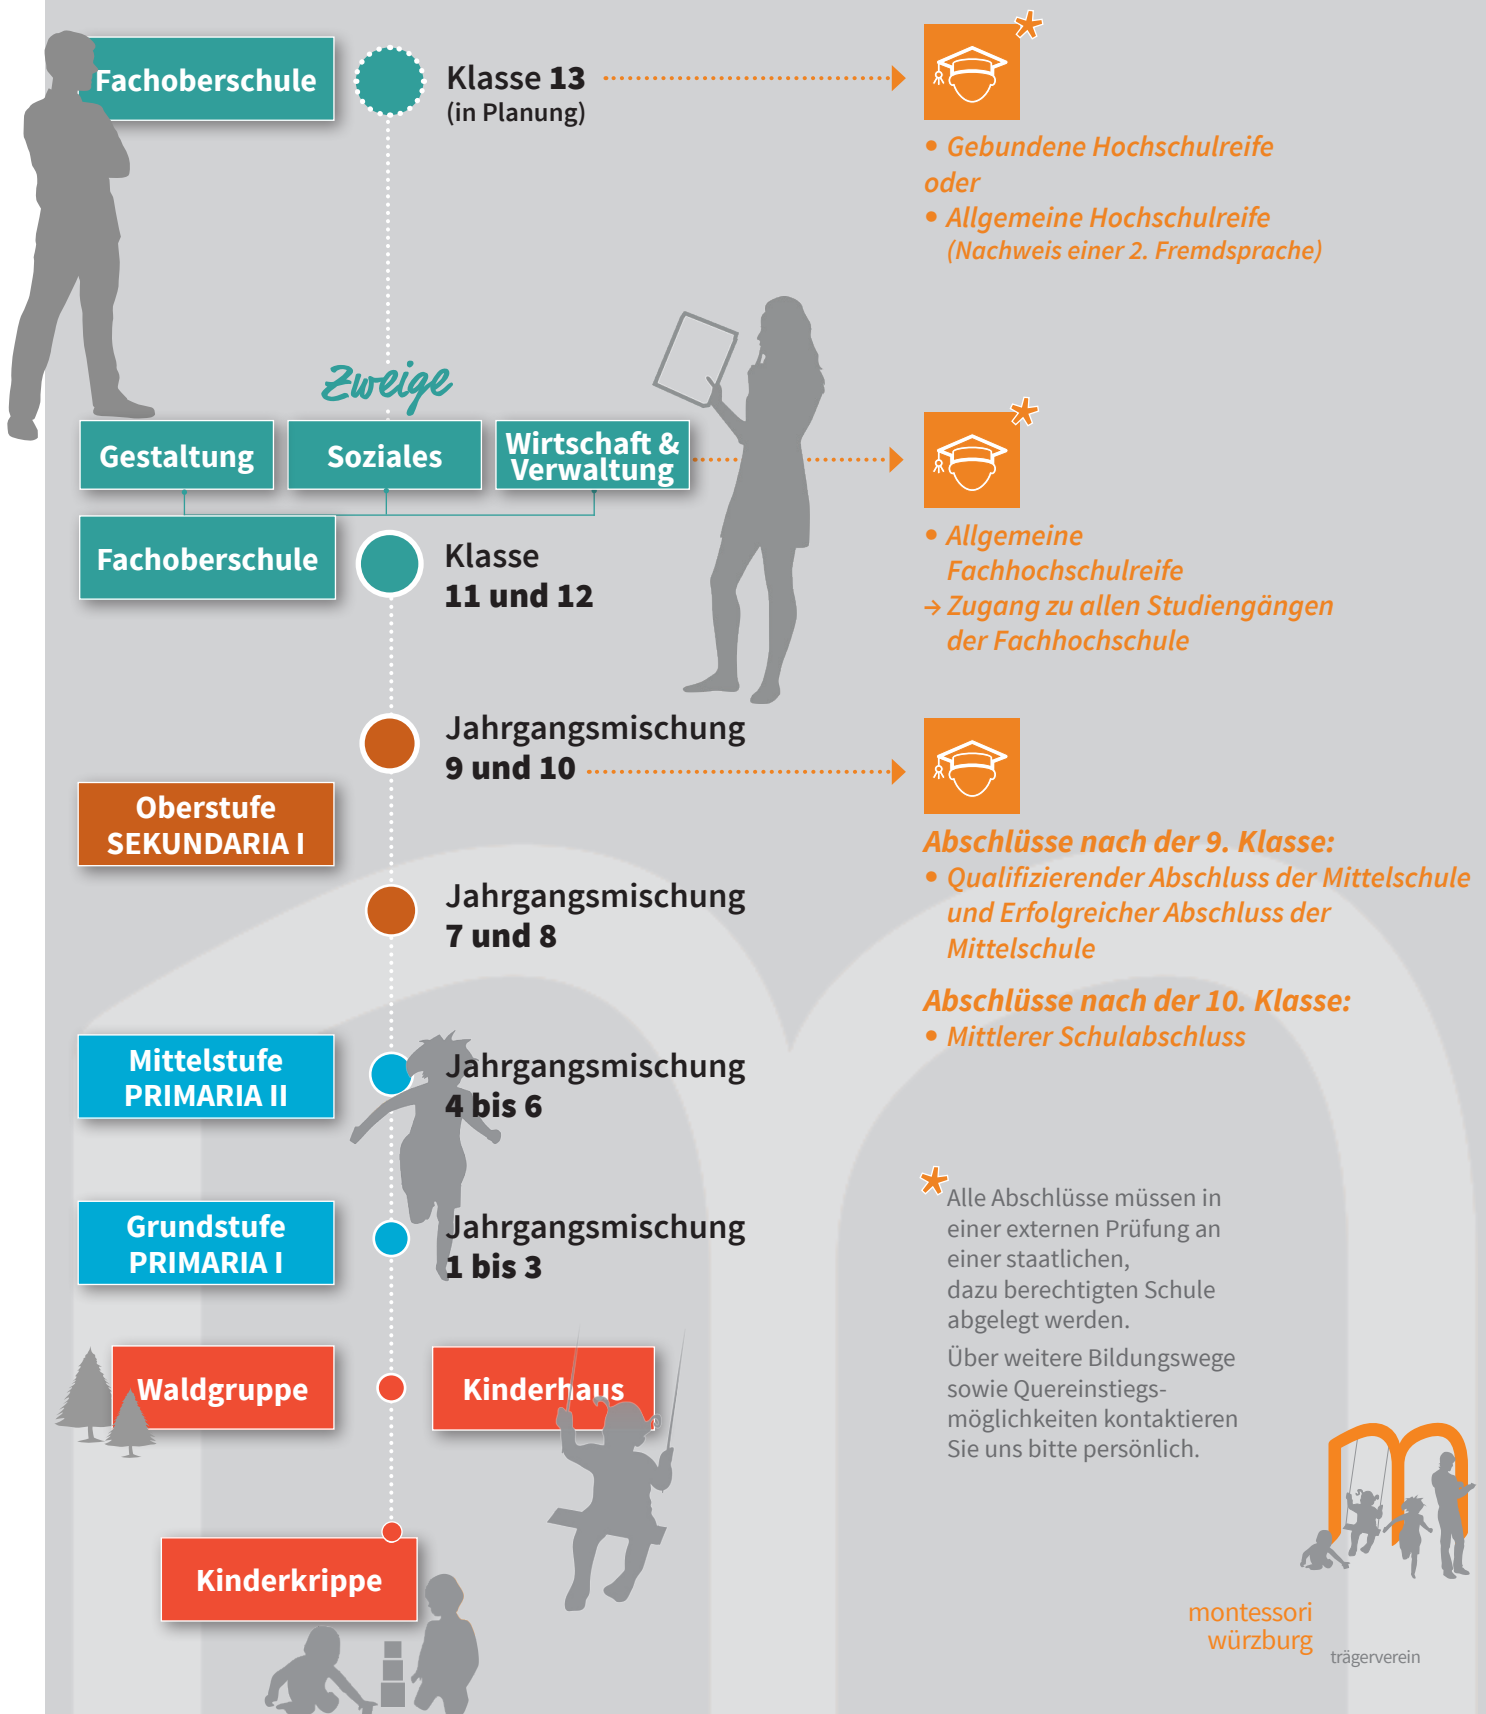 Fachoberschule
Klasse 13
(in Planung)
• Gebundene Hochschulreife
oder
• Allgemeine Hochschulreife
(Nachweis einer 2. Fremdsprache)
Zweige
Gestaltung
Soziales
Wirtschaft &
Verwaltung
Fachoberschule
Klasse
11 und 12
• Allgemeine
Fachhochschulreife
→ Zugang zu allen Studiengängen
der Fachhochschule
Jahrgangsmischung
9 und 10
Oberstufe
SEKUNDARIA I
Jahrgangsmischung
7 und 8
Abschlüsse nach der 9. Klasse:
• Qualifizierender Abschluss der Mittelschule
und Erfolgreicher Abschluss der
Mittelschule
Abschlüsse nach der 10. Klasse:
• Mittlerer Schulabschluss
Mittelstufe
PRIMARIA II
Jahrgangsmischung
4 bis 6
Grundstufe
PRIMARIA I
Jahrgangsmischung
1 bis 3
* Alle Abschlüsse müssen in
einer externen Prüfung an
einer staatlichen,
dazu berechtigten Schule
abgelegt werden.
Über weitere Bildungswege
sowie Quereinstiegs-
möglichkeiten kontaktieren
Sie uns bitte persönlich.
Waldgruppe
Kinderhaus
Kinderkrippe
montessori
würzburg
trägerverein